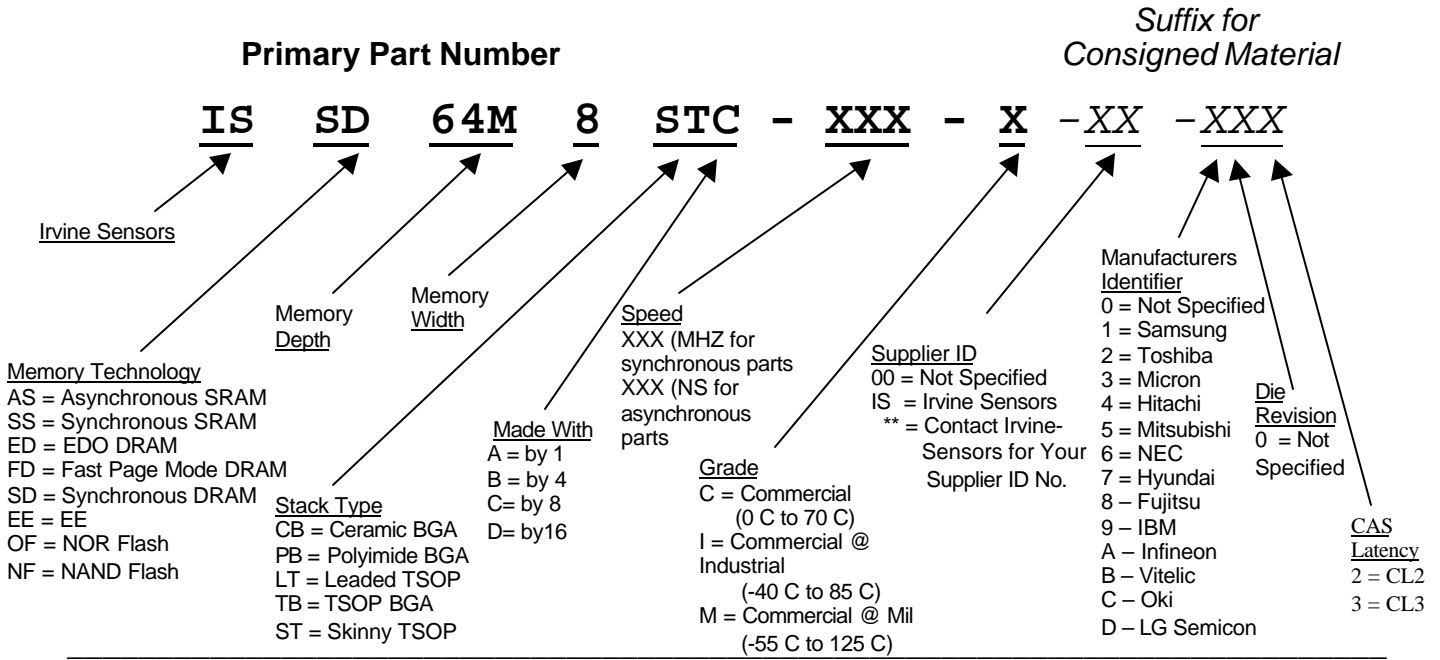 Primary Part Number
Suffix for
Consigned Material
IS SD 64M 8 STC - XXX - X -XX -XXX
Irvine Sensors
Memory Technology
AS = Asynchronous SRAM
SS = Synchronous SRAM
ED = EDO DRAM
FD = Fast Page Mode DRAM
SD = Synchronous DRAM
EE = EE
OF = NOR Flash
NF = NAND Flash
Memory
Depth
Stack Type
CB = Ceramic BGA
PB = Polyimide BGA
LT = Leaded TSOP
TB = TSOP BGA
ST = Skinny TSOP
Memory
Width
Made With
A = by 1
B = by 4
C= by 8
D= by16
Speed
XXX (MHZ for
synchronous parts
XXX (NS for
asynchronous
parts
Grade
C = Commercial
(0 C to 70 C)
I = Commercial @
Industrial
(-40 C to 85 C)
M = Commercial @ Mil
(-55 C to 125 C)
Supplier ID
00 = Not Specified
IS = Irvine Sensors
** = Contact Irvine-
Sensors for Your
Supplier ID No.
Manufacturers
Identifier
0 = Not Specified
1 = Samsung
2 = Toshiba
3 = Micron
4 = Hitachi
5 = Mitsubishi
6 = NEC
7 = Hyundai
8 – Fujitsu
9 – IBM
A – Infineon
B – Vitelic
C – Oki
D – LG Semicon
Die
Revision
0 = Not
Specified
CAS
Latency
2 = CL2
3 = CL3